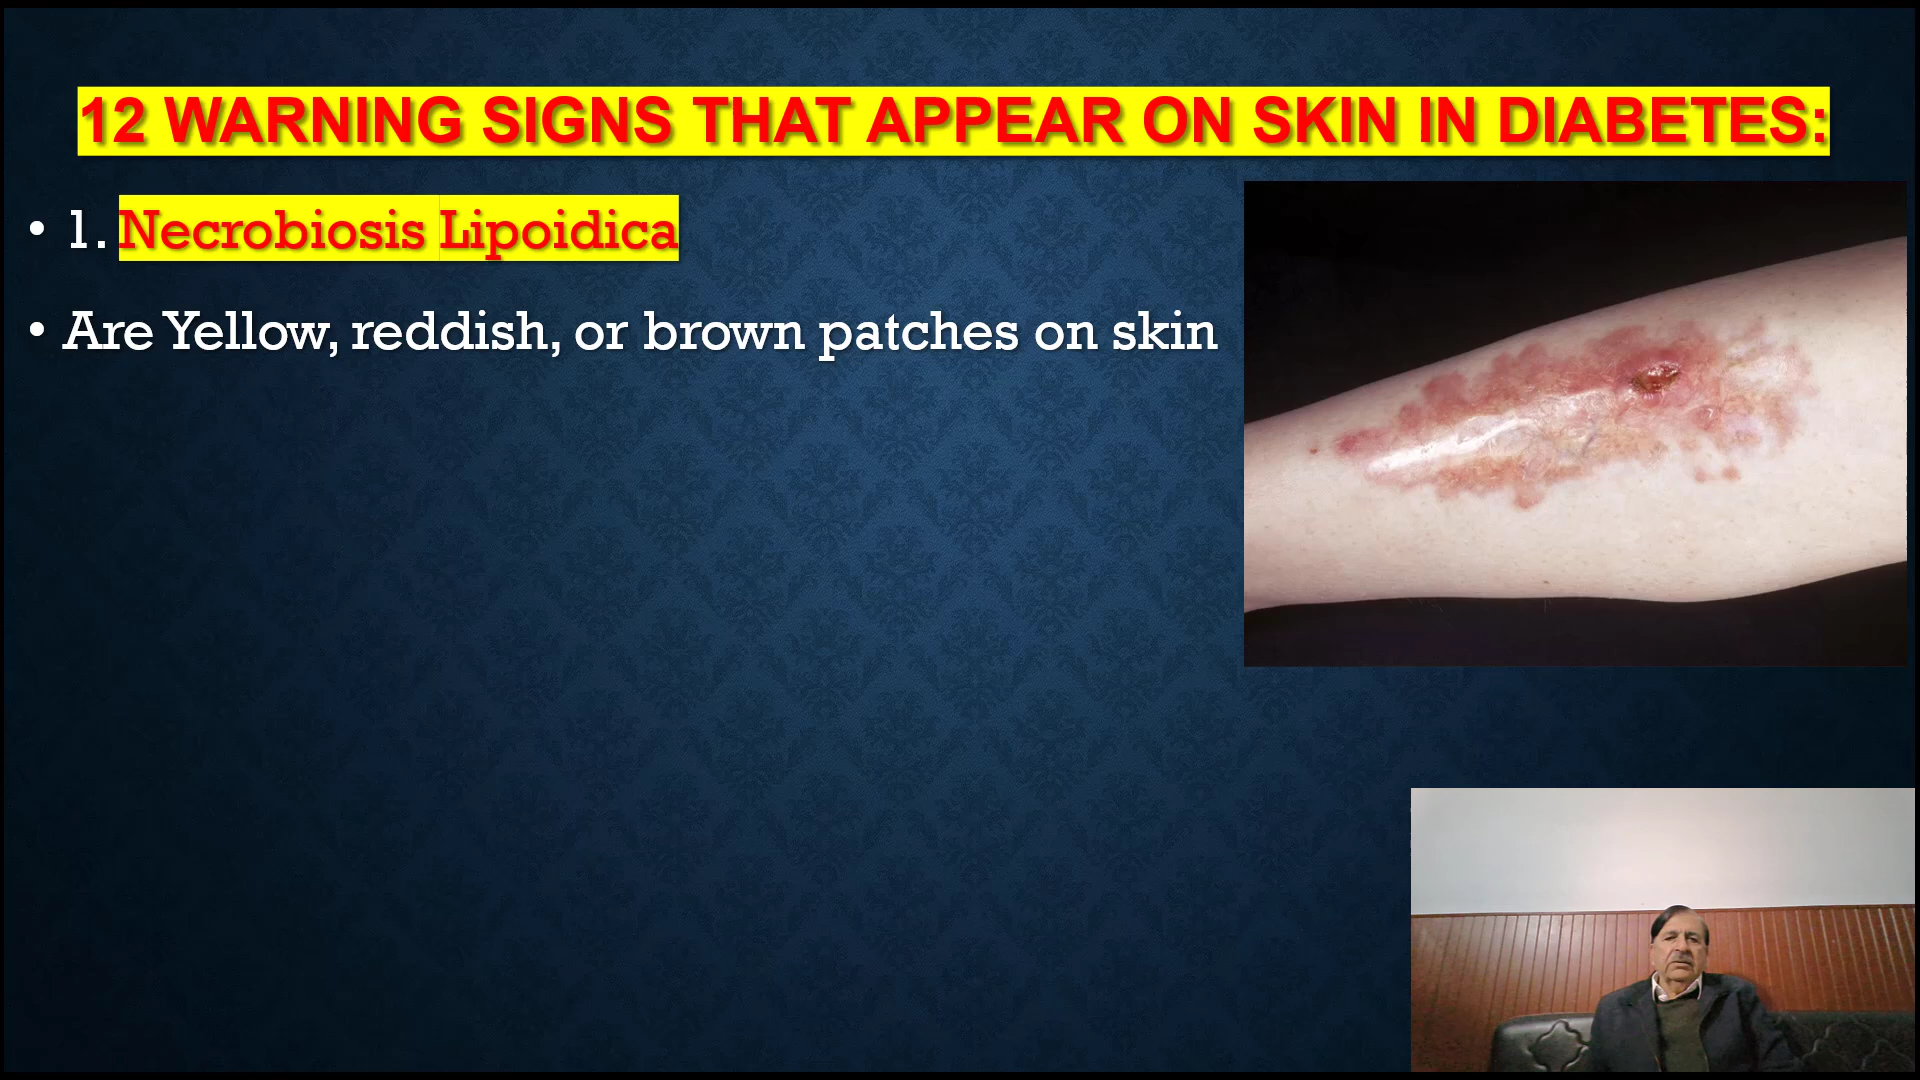 12 WARNING SIGNS THAT APPEAR ON SKIN IN DIABETES:
• 1. Necrobiosis Lipoidica
• Are Yellow, reddish, or brown patches on skin